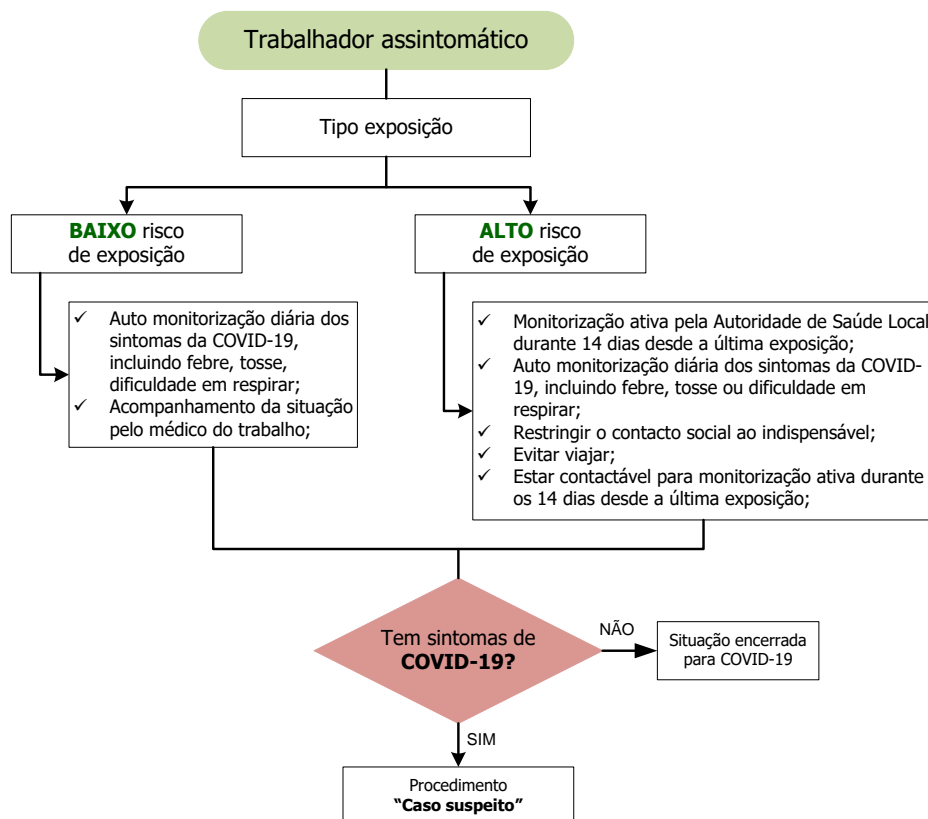 Trabalhador assintomático
Tipo exposição
BAIXO risco
de exposição
ALTO risco
de exposição
✓ Auto monitorização diária dos
sintomas da COVID-19,
incluindo febre, tosse,
dificuldade em respirar;
✓ Acompanhamento da situação
pelo médico do trabalho;
✓ Monitorização ativa pela Autoridade de Saúde Local
durante 14 dias desde a última exposição;
✓ Auto monitorização diária dos sintomas da COVID-
19, incluindo febre, tosse ou dificuldade em
respirar;
✓ Restringir o contacto social ao indispensável;
✓ Evitar viajar;
✓ Estar contactável para monitorização ativa durante
os 14 dias desde a última exposição;
Tem sintomas de
COVID-19?
NÃO
Situação encerrada
para COVID-19
SIM
Procedimento
“Caso suspeito”